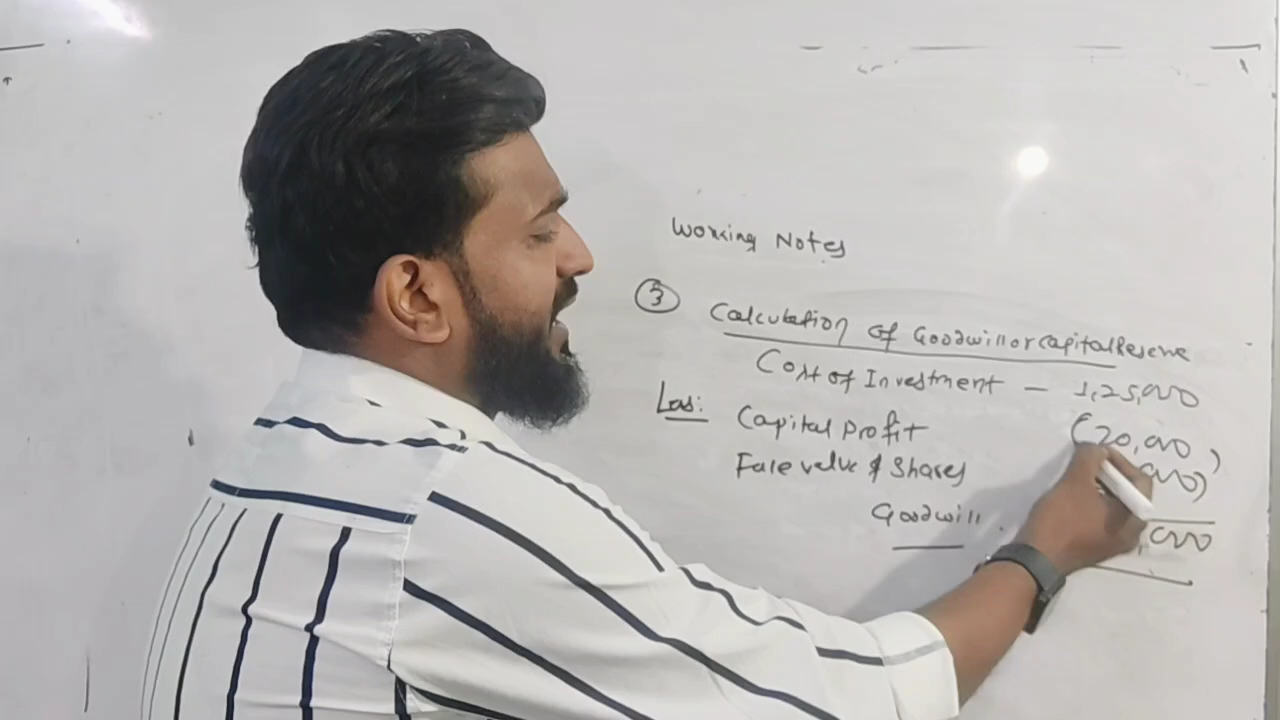 Working Notes
③ Calculation of Goodwill or Capital Reserve
Cost of Investment – 1,25,000
Less: Capital Profit (20,000)
Face value of Shares 000)
Goodwill ,000